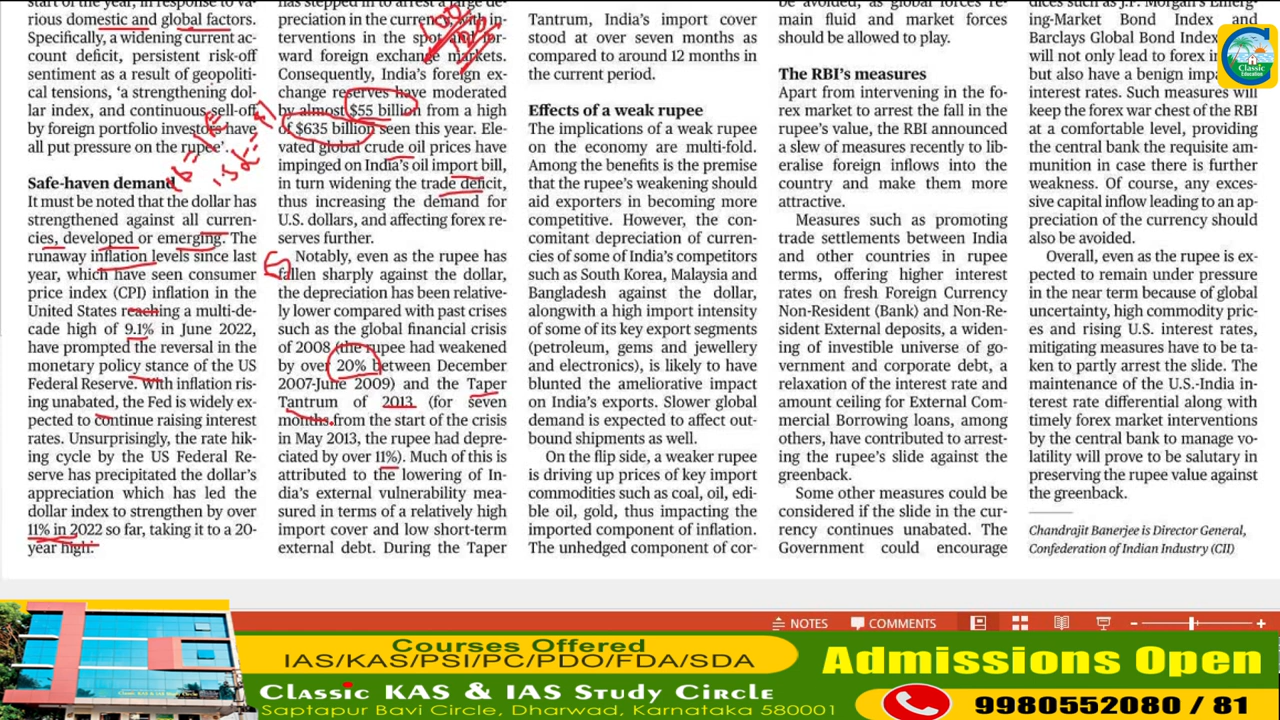 start of the year, in response to va-
rious domestic and global factors.
Specifically, a widening current ac-
count deficit, persistent risk-off
sentiment as a result of geopoliti-
cal tensions, ‘a strengthening dol-
lar index, and continuous sell-off
by foreign portfolio investors have
all put pressure on the rupee’.
Safe-haven demand
It must be noted that the dollar has
strengthened against all curren-
cies, developed or emerging. The
runaway inflation levels since last
year, which have seen consumer
price index (CPI) inflation in the
United States reaching a multi-de-
cade high of 9.1% in June 2022,
have prompted the reversal in the
monetary policy stance of the US
Federal Reserve. With inflation ris-
ing unabated, the Fed is widely ex-
pected to continue raising interest
rates. Unsurprisingly, the rate hik-
ing cycle by the US Federal Re-
serve has precipitated the dollar’s
appreciation which has led the
dollar index to strengthen by over
11% in 2022 so far, taking it to a 20-
year high.
has stepped in to arrest a large de-
preciation in the currency, with in-
terventions in the spot and for-
ward foreign exchange markets.
Consequently, India’s foreign ex-
change reserves have moderated
by almost $55 billion from a high
of $635 billion seen this year. Ele-
vated global crude oil prices have
impinged on India’s oil import bill,
in turn widening the trade deficit,
thus increasing the demand for
U.S. dollars, and affecting forex re-
serves further.
Notably, even as the rupee has
fallen sharply against the dollar,
the depreciation has been relative-
ly lower compared with past crises
such as the global financial crisis
of 2008 (the rupee had weakened
by over 20% between December
2007-June 2009) and the Taper
Tantrum of 2013 (for seven
months from the start of the crisis
in May 2013, the rupee had depre-
ciated by over 11%). Much of this is
attributed to the lowering of In-
dia’s external vulnerability mea-
sured in terms of a relatively high
import cover and low short-term
external debt. During the Taper
Tantrum, India’s import cover
stood at over seven months as
compared to around 12 months in
the current period.
Effects of a weak rupee
The implications of a weak rupee
on the economy are multi-fold.
Among the benefits is the premise
that the rupee’s weakening should
aid exporters in becoming more
competitive. However, the con-
comitant depreciation of curren-
cies of some of India’s competitors
such as South Korea, Malaysia and
Bangladesh against the dollar,
alongwith a high import intensity
of some of its key export segments
(petroleum, gems and jewellery
and electronics), is likely to have
blunted the ameliorative impact
on India’s exports. Slower global
demand is expected to affect out-
bound shipments as well.
On the flip side, a weaker rupee
is driving up prices of key import
commodities such as coal, oil, edi-
ble oil, gold, thus impacting the
imported component of inflation.
The unhedged component of cor-
be avoided, as global forces re-
main fluid and market forces
should be allowed to play.
The RBI’s measures
Apart from intervening in the fo-
rex market to arrest the fall in the
rupee’s value, the RBI announced
a slew of measures recently to lib-
eralise foreign inflows into the
country and make them more
attractive.
Measures such as promoting
trade settlements between India
and other countries in rupee
terms, offering higher interest
rates on fresh Foreign Currency
Non-Resident (Bank) and Non-Re-
sident External deposits, a widen-
ing of investible universe of go-
vernment and corporate debt, a
relaxation of the interest rate and
amount ceiling for External Com-
mercial Borrowing loans, among
others, have contributed to arrest-
ing the rupee’s slide against the
greenback.
Some other measures could be
considered if the slide in the cur-
rency continues unabated. The
Government could encourage
dices such as J.P. Morgan’s Emerg-
ing-Market Bond Index and
Barclays Global Bond Index
will not only lead to forex
but also have a benign
interest rates. Such measures will
keep the forex war chest of the RBI
at a comfortable level, providing
the central bank the requisite am-
munition in case there is further
weakness. Of course, any exces-
sive capital inflow leading to an ap-
preciation of the currency should
also be avoided.
Overall, even as the rupee is ex-
pected to remain under pressure
in the near term because of global
uncertainty, high commodity pric-
es and rising U.S. interest rates,
mitigating measures have to be ta-
ken to partly arrest the slide. The
maintenance of the U.S.-India in-
terest rate differential along with
timely forex market interventions
by the central bank to manage vo-
latility will prove to be salutary in
preserving the rupee value against
the greenback.
Chandrajit Banerjee is Director General,
Confederation of Indian Industry (CII)
Classic
Education
NOTES
COMMENTS
Courses Offered
IAS/KAS/PSI/PC/PDO/FDA/SDA
Classic KAS & IAS Study Circle
Saptapur Bavi Circle, Dharwad, Karnataka 580001
Admissions Open
9980552080 / 81